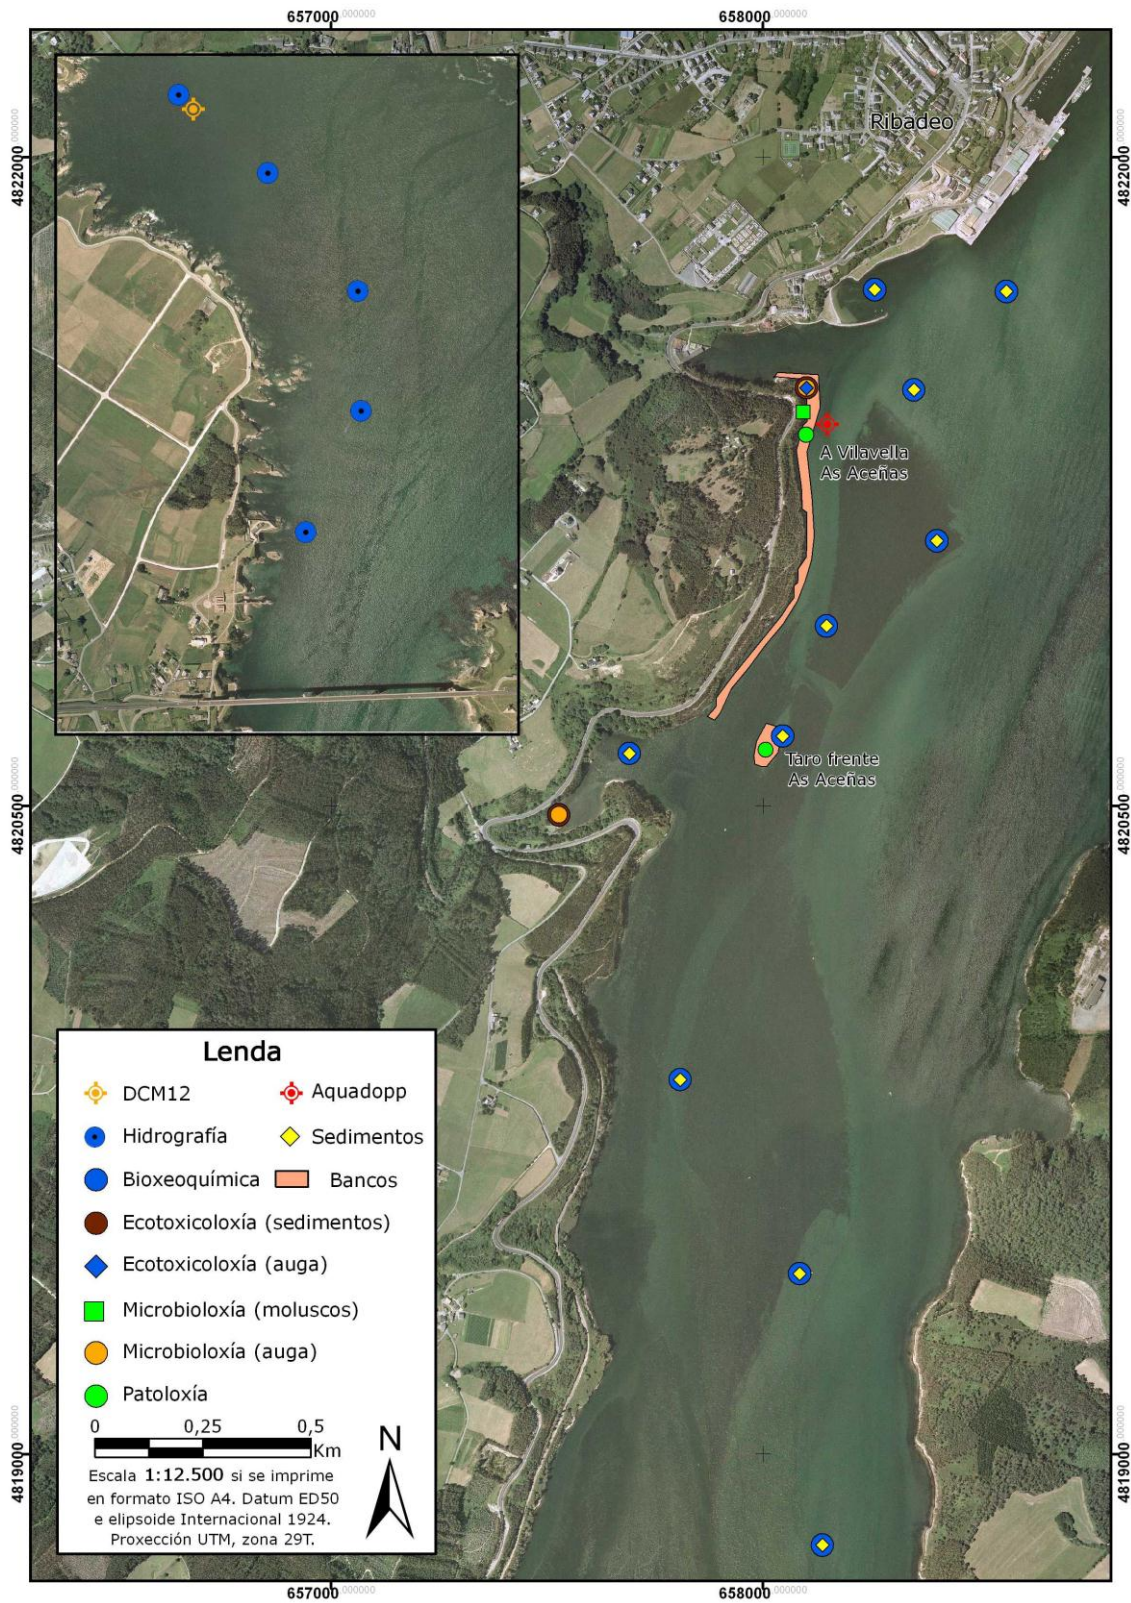 657000.000000
658000.000000
4822000.000000
4822000.000000
Ribadeo
A Vilavella
As Aceñas
Taro frente
As Aceñas
4820500.000000
4820500.000000
Lenda
DCM12
Aquadopp
Hidrografía
Sedimentos
Bioxeoquímica
Bancos
Ecotoxicoloxía (sedimentos)
Ecotoxicoloxía (auga)
Microbioloxía (moluscos)
Microbioloxía (auga)
Patoloxía
0 0,25 0,5
Km
N
Escala 1:12.500 si se imprime
en formato ISO A4. Datum ED50
e elipsoide Internacional 1924.
Proxección UTM, zona 29T.
4819000.000000
4819000.000000
657000.000000
658000.000000